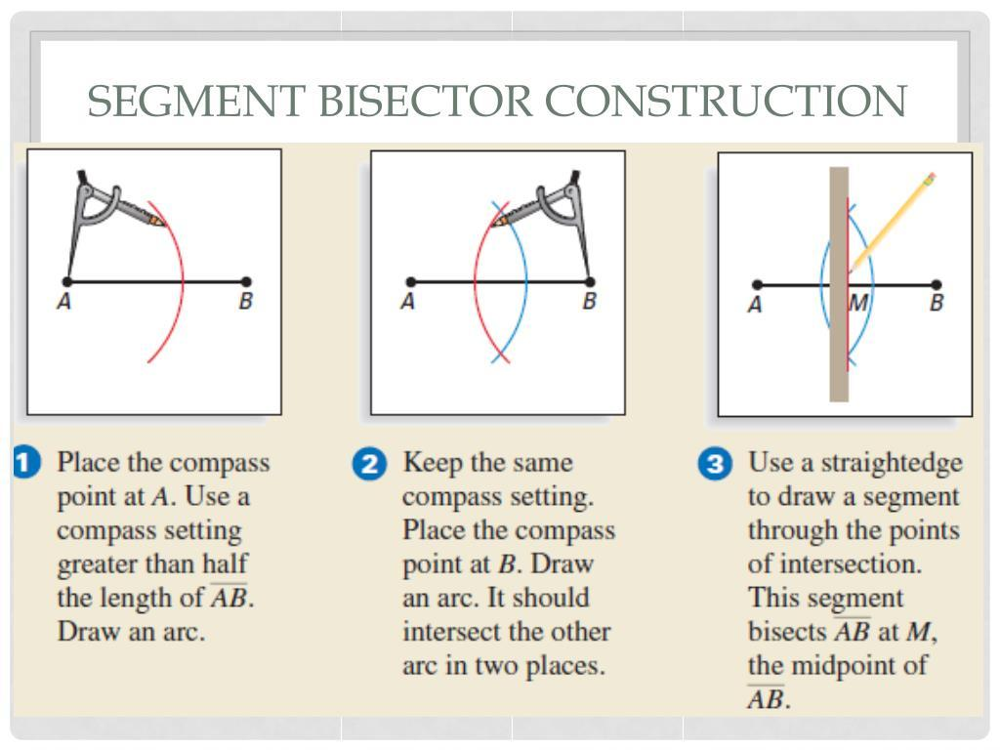 SEGMENT BISECTOR CONSTRUCTION
A B
A B
A M B
1 Place the compass
point at A. Use a
compass setting
greater than half
the length of AB.
Draw an arc.
2 Keep the same
compass setting.
Place the compass
point at B. Draw
an arc. It should
intersect the other
arc in two places.
3 Use a straightedge
to draw a segment
through the points
of intersection.
This segment
bisects AB at M,
the midpoint of
AB.